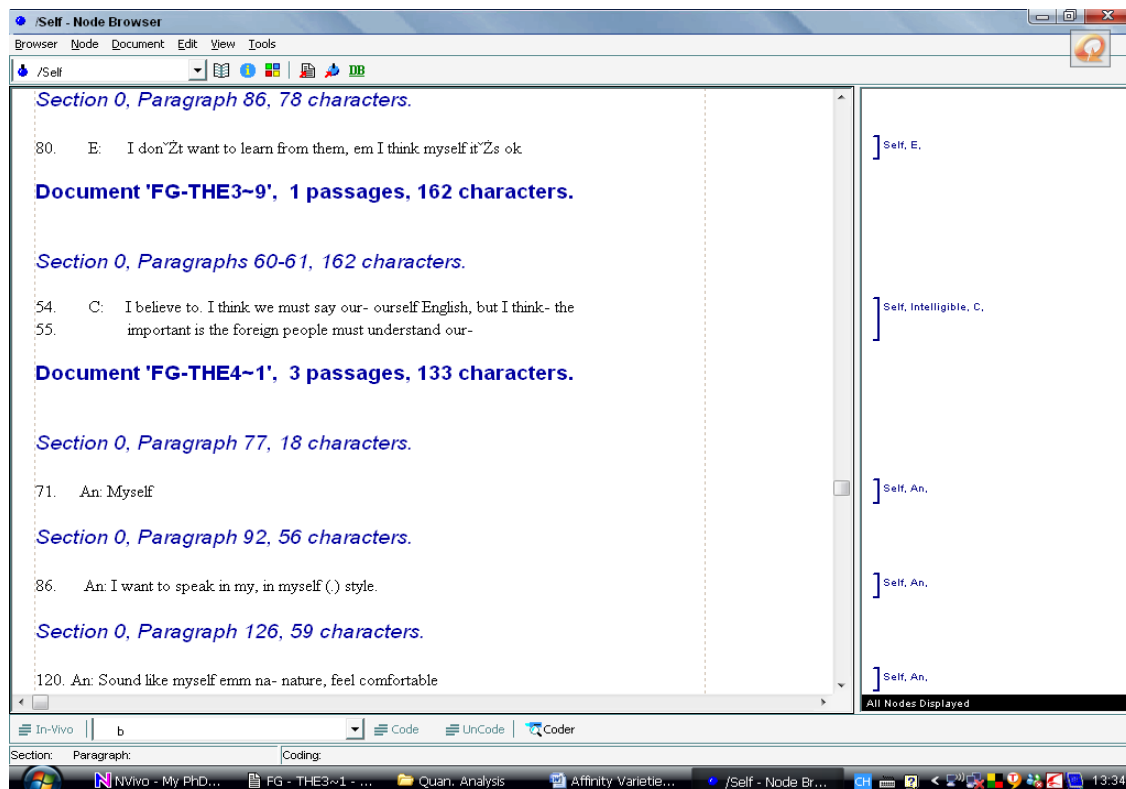 /Self - Node Browser
Browser Node Document Edit View Tools
/Self DB
Section 0, Paragraph 86, 78 characters.
80. E: I donˇŽt want to learn from them, em I think myself itˇŽs ok
Self, E,
Document 'FG-THE3~9', 1 passages, 162 characters.
Section 0, Paragraphs 60-61, 162 characters.
54. C: I believe to. I think we must say our- ourself English, but I think- the
55. important is the foreign people must understand our-
Self, Intelligible, C,
Document 'FG-THE4~1', 3 passages, 133 characters.
Section 0, Paragraph 77, 18 characters.
71. An: Myself
Self, An,
Section 0, Paragraph 92, 56 characters.
86. An: I want to speak in my, in myself (.) style.
Self, An,
Section 0, Paragraph 126, 59 characters.
120. An: Sound like myself emm na- nature, feel comfortable
Self, An,
All Nodes Displayed
In-Vivo b Code UnCode Coder
Section: Paragraph: Coding:
NVivo - My PhD... FG - THE3~1 - ... Quan. Analysis Affinity Varietie... /Self - Node Br... CH 13:34